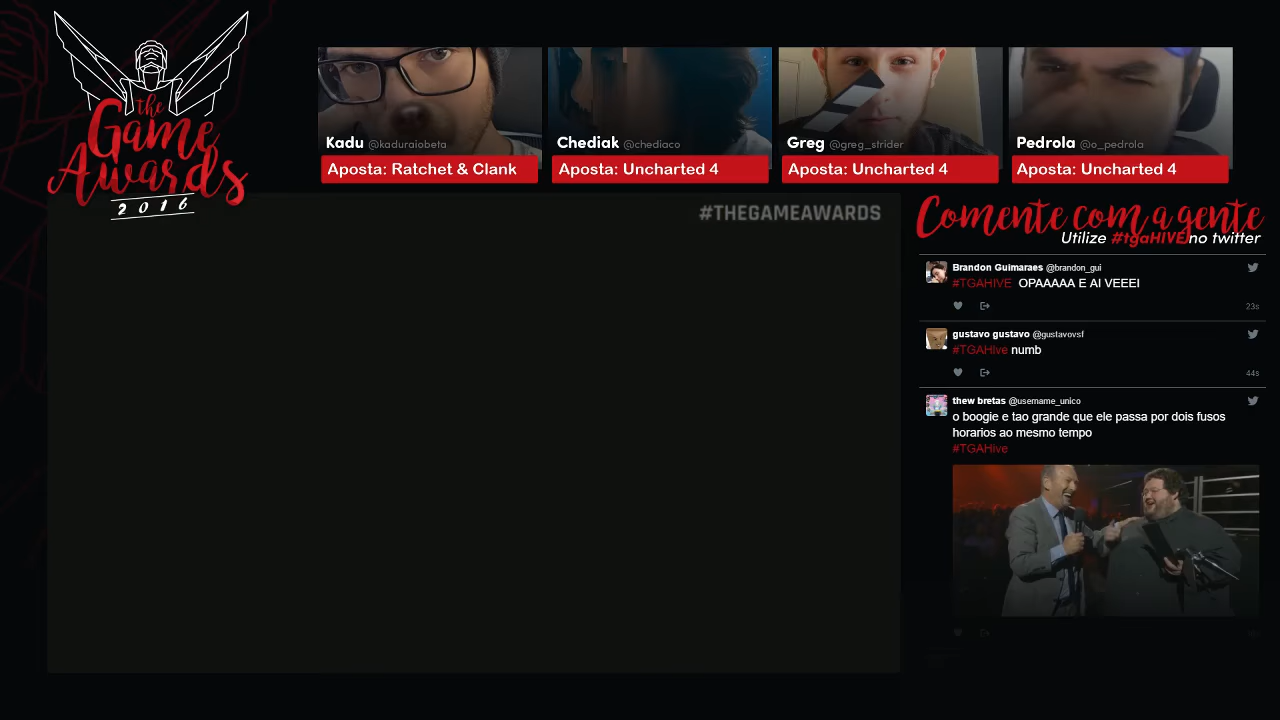 the
Game
Awards
2016
Kadu @kaduraiobeta
Aposta: Ratchet & Clank
Chediak @chediaco
Aposta: Uncharted 4
Greg @greg_strider
Aposta: Uncharted 4
Pedrola @o_pedrola
Aposta: Uncharted 4
#THEGAMEAWARDS
Comente com a gente
Utilize #tgaHIVE no twitter
Brandon Guimaraes @brandon_gui
#TGAHIVE OPAAAAA E AI VEEEI
23s
gustavo gustavo @gustavovsf
#TGAHive numb
44s
thew bretas @username_unico
o boogie e tao grande que ele passa por dois fusos
horarios ao mesmo tempo
#TGAHive